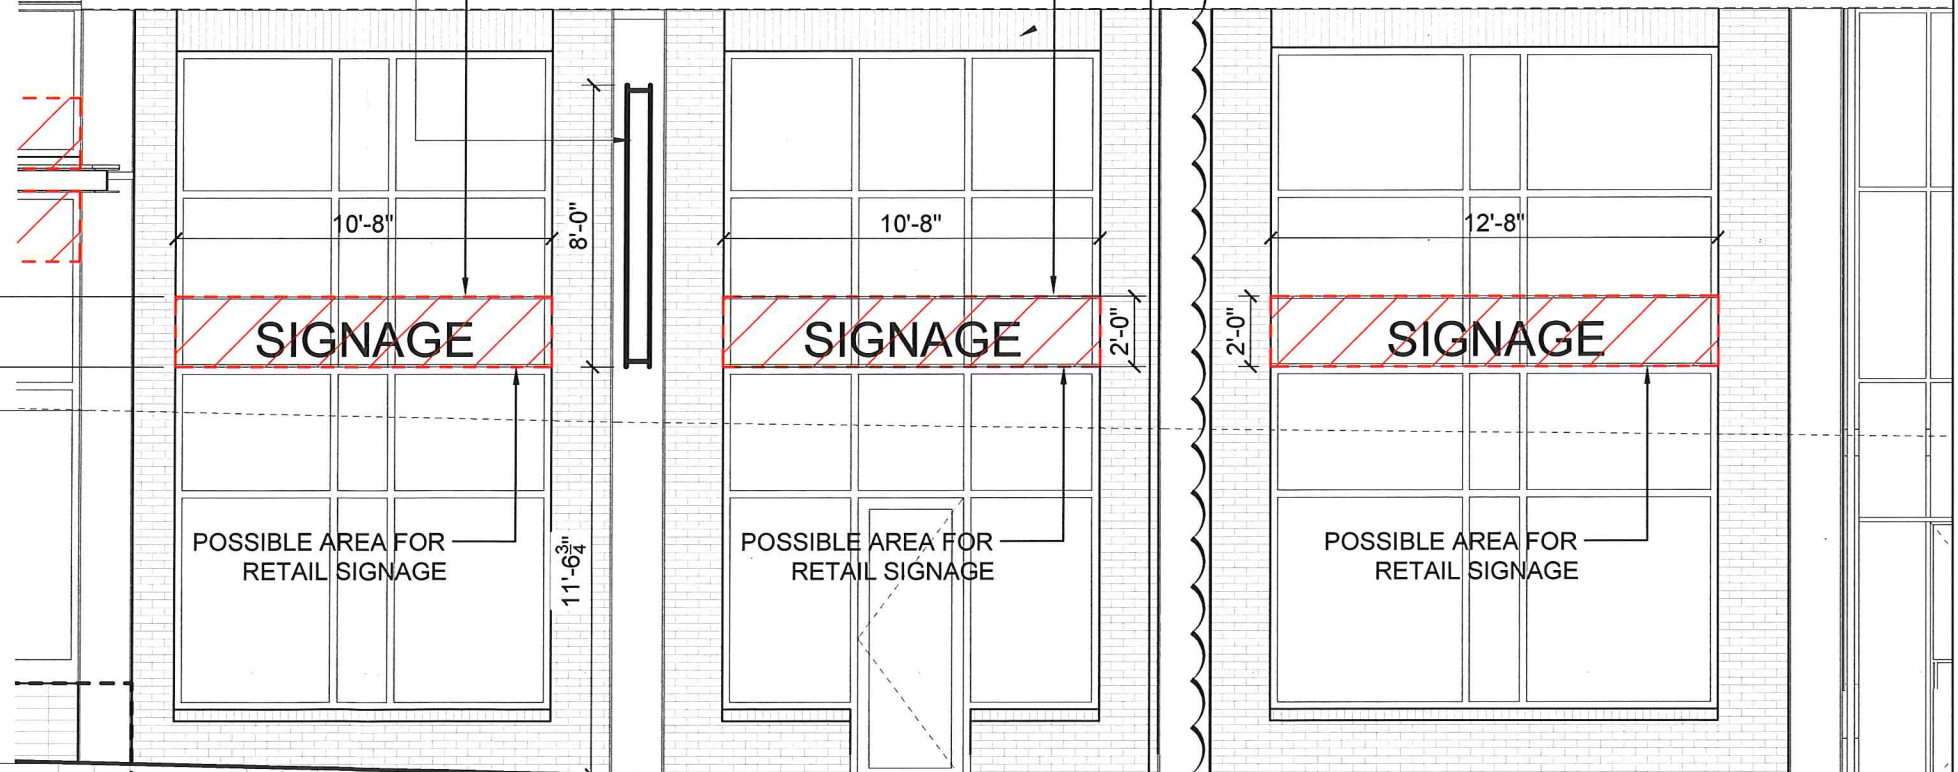 10'-8"
8'-0"
10'-8"
12'-8"
SIGNAGE
SIGNAGE
2'-0"
2'-0"
SIGNAGE
POSSIBLE AREA FOR
RETAIL SIGNAGE
11'-6¾"
POSSIBLE AREA FOR
RETAIL SIGNAGE
POSSIBLE AREA FOR
RETAIL SIGNAGE